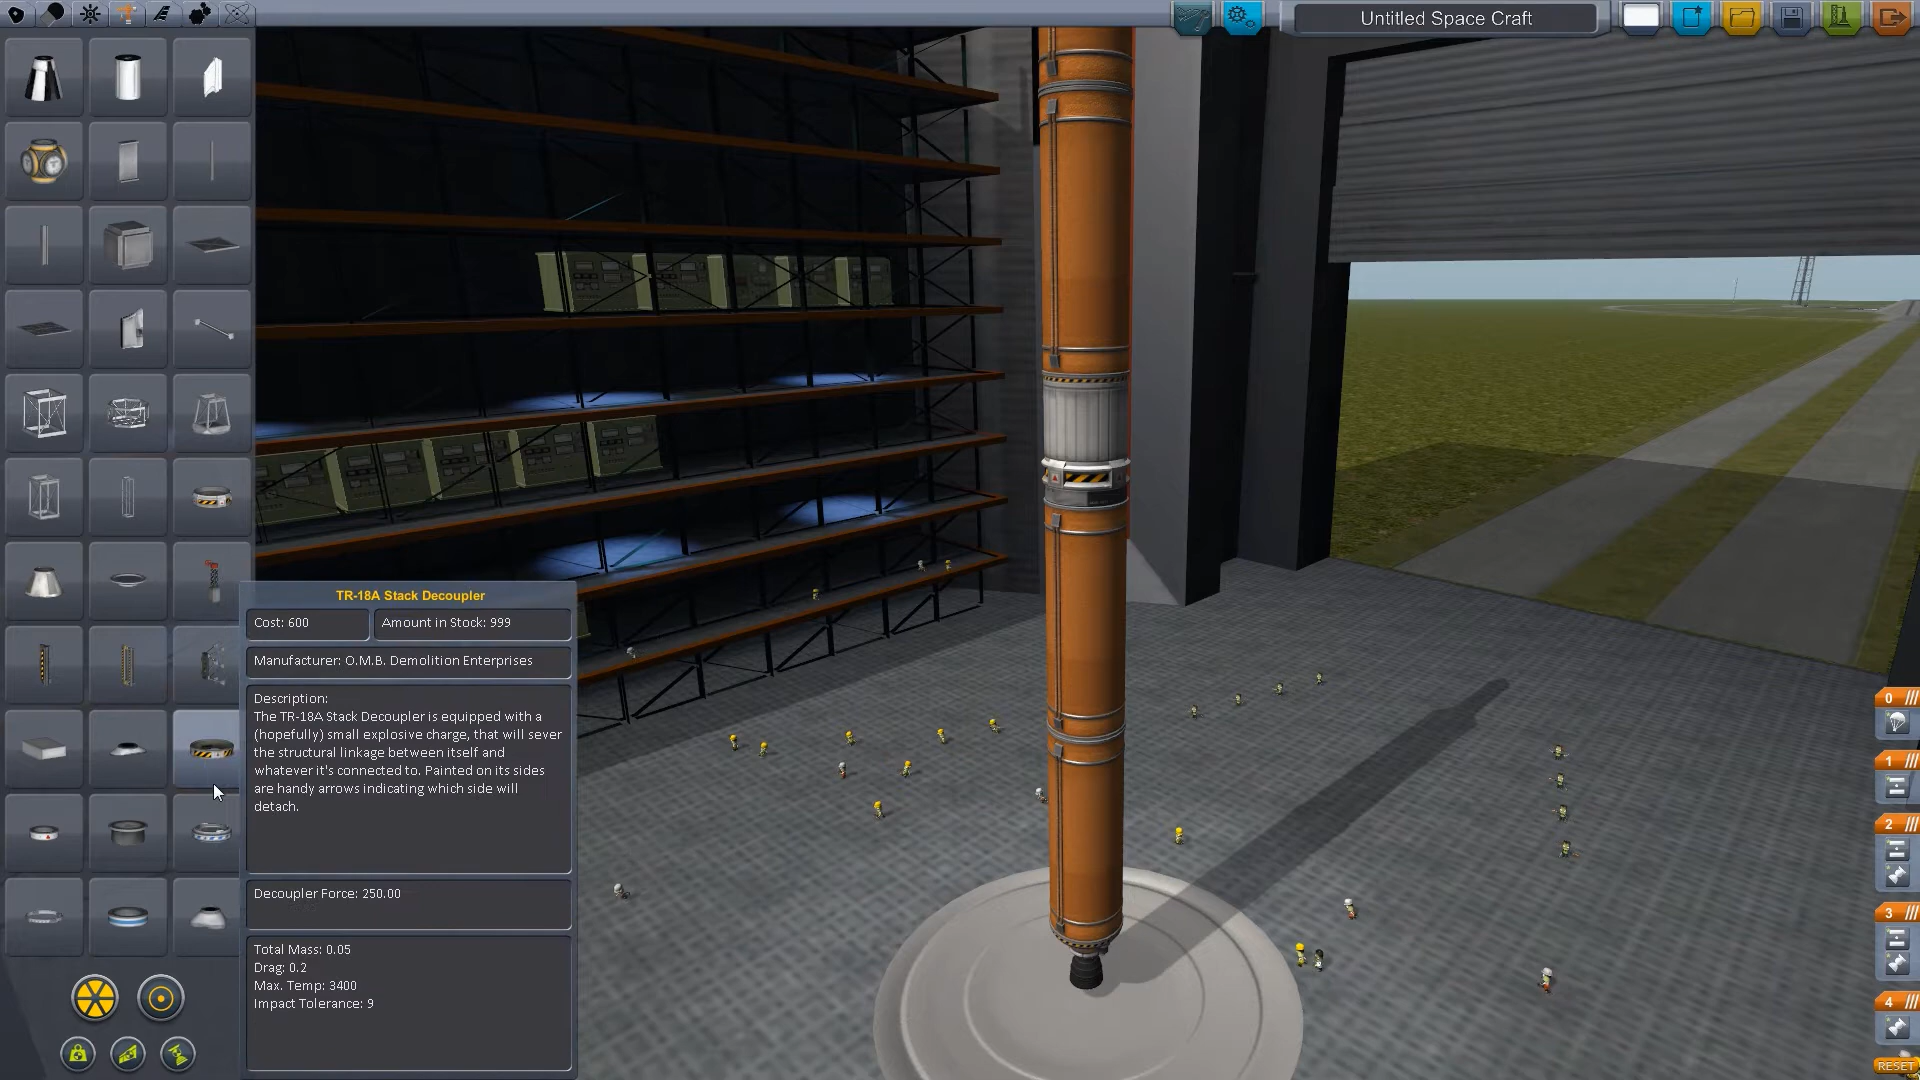 Untitled Space Craft
TR-18A Stack Decoupler
Cost: 600
Amount in Stock: 999
Manufacturer: O.M.B. Demolition Enterprises
Description:
The TR-18A Stack Decoupler is equipped with a
(hopefully) small explosive charge, that will sever
the structural linkage between itself and
whatever it's connected to. Painted on its sides
are handy arrows indicating which side will
detach.
Decoupler Force: 250.00
Total Mass: 0.05
Drag: 0.2
Max. Temp: 3400
Impact Tolerance: 9
0
1
2
3
4
RESET